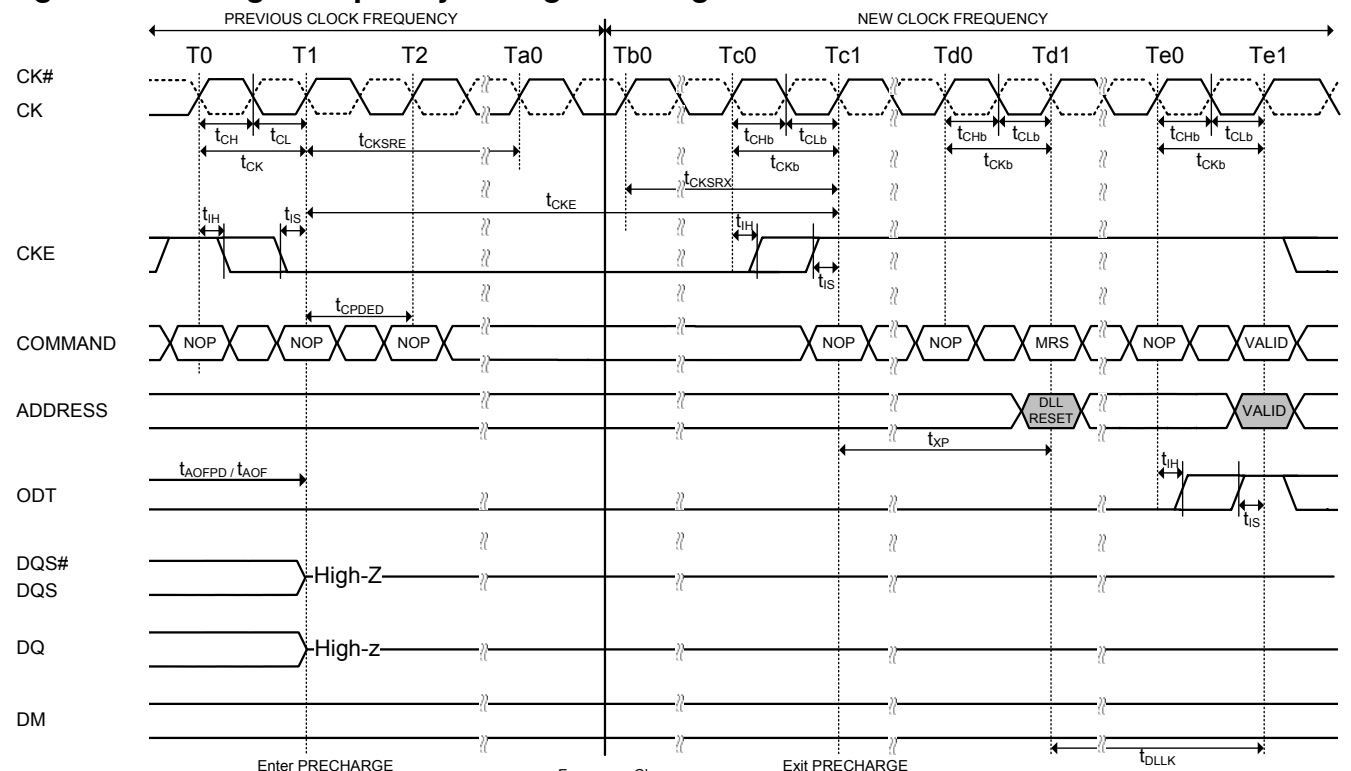 PREVIOUS CLOCK FREQUENCY NEW CLOCK FREQUENCY
T0 T1 T2 Ta0 Tb0 Tc0 Tc1 Td0 Td1 Te0 Te1
CK#
CK
tCH tCL tCHb tCLb tCHb tCLb tCHb tCLb
tCK tCKSRE tCKb tCKb tCKb
tCKSRX
tCKE
tIH tIS tIH
CKE
tIS
tCPDED
COMMAND NOP NOP NOP NOP NOP MRS NOP VALID
ADDRESS DLL RESET VALID
tXP
tAOFPD / tAOF tIH
ODT
tIS
DQS#
DQS
High-Z
DQ High-z
DM
tDLLK
Enter PRECHARGE Exit PRECHARGE